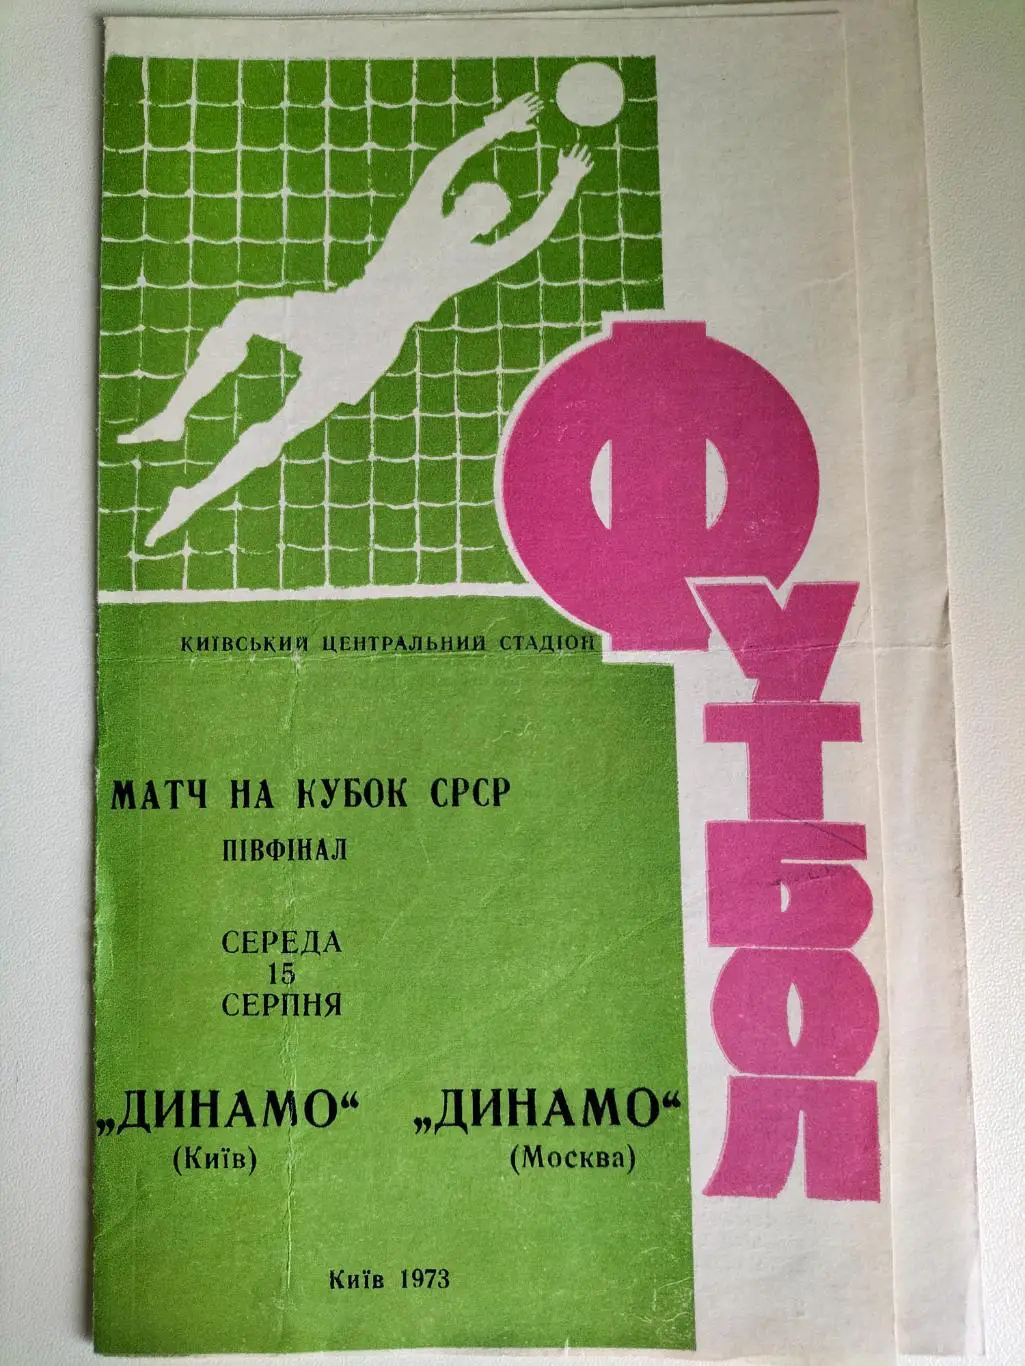 ФУТБОЛ
КИЇВСЬКИЙ ЦЕНТРАЛЬНИЙ СТАДІОН
МАТЧ НА КУБОК СРСР
ПІВФІНАЛ
СЕРЕДА
15
СЕРПНЯ
„ДИНАМО“ „ДИНАМО“
(Київ) (Москва)
Київ 1973